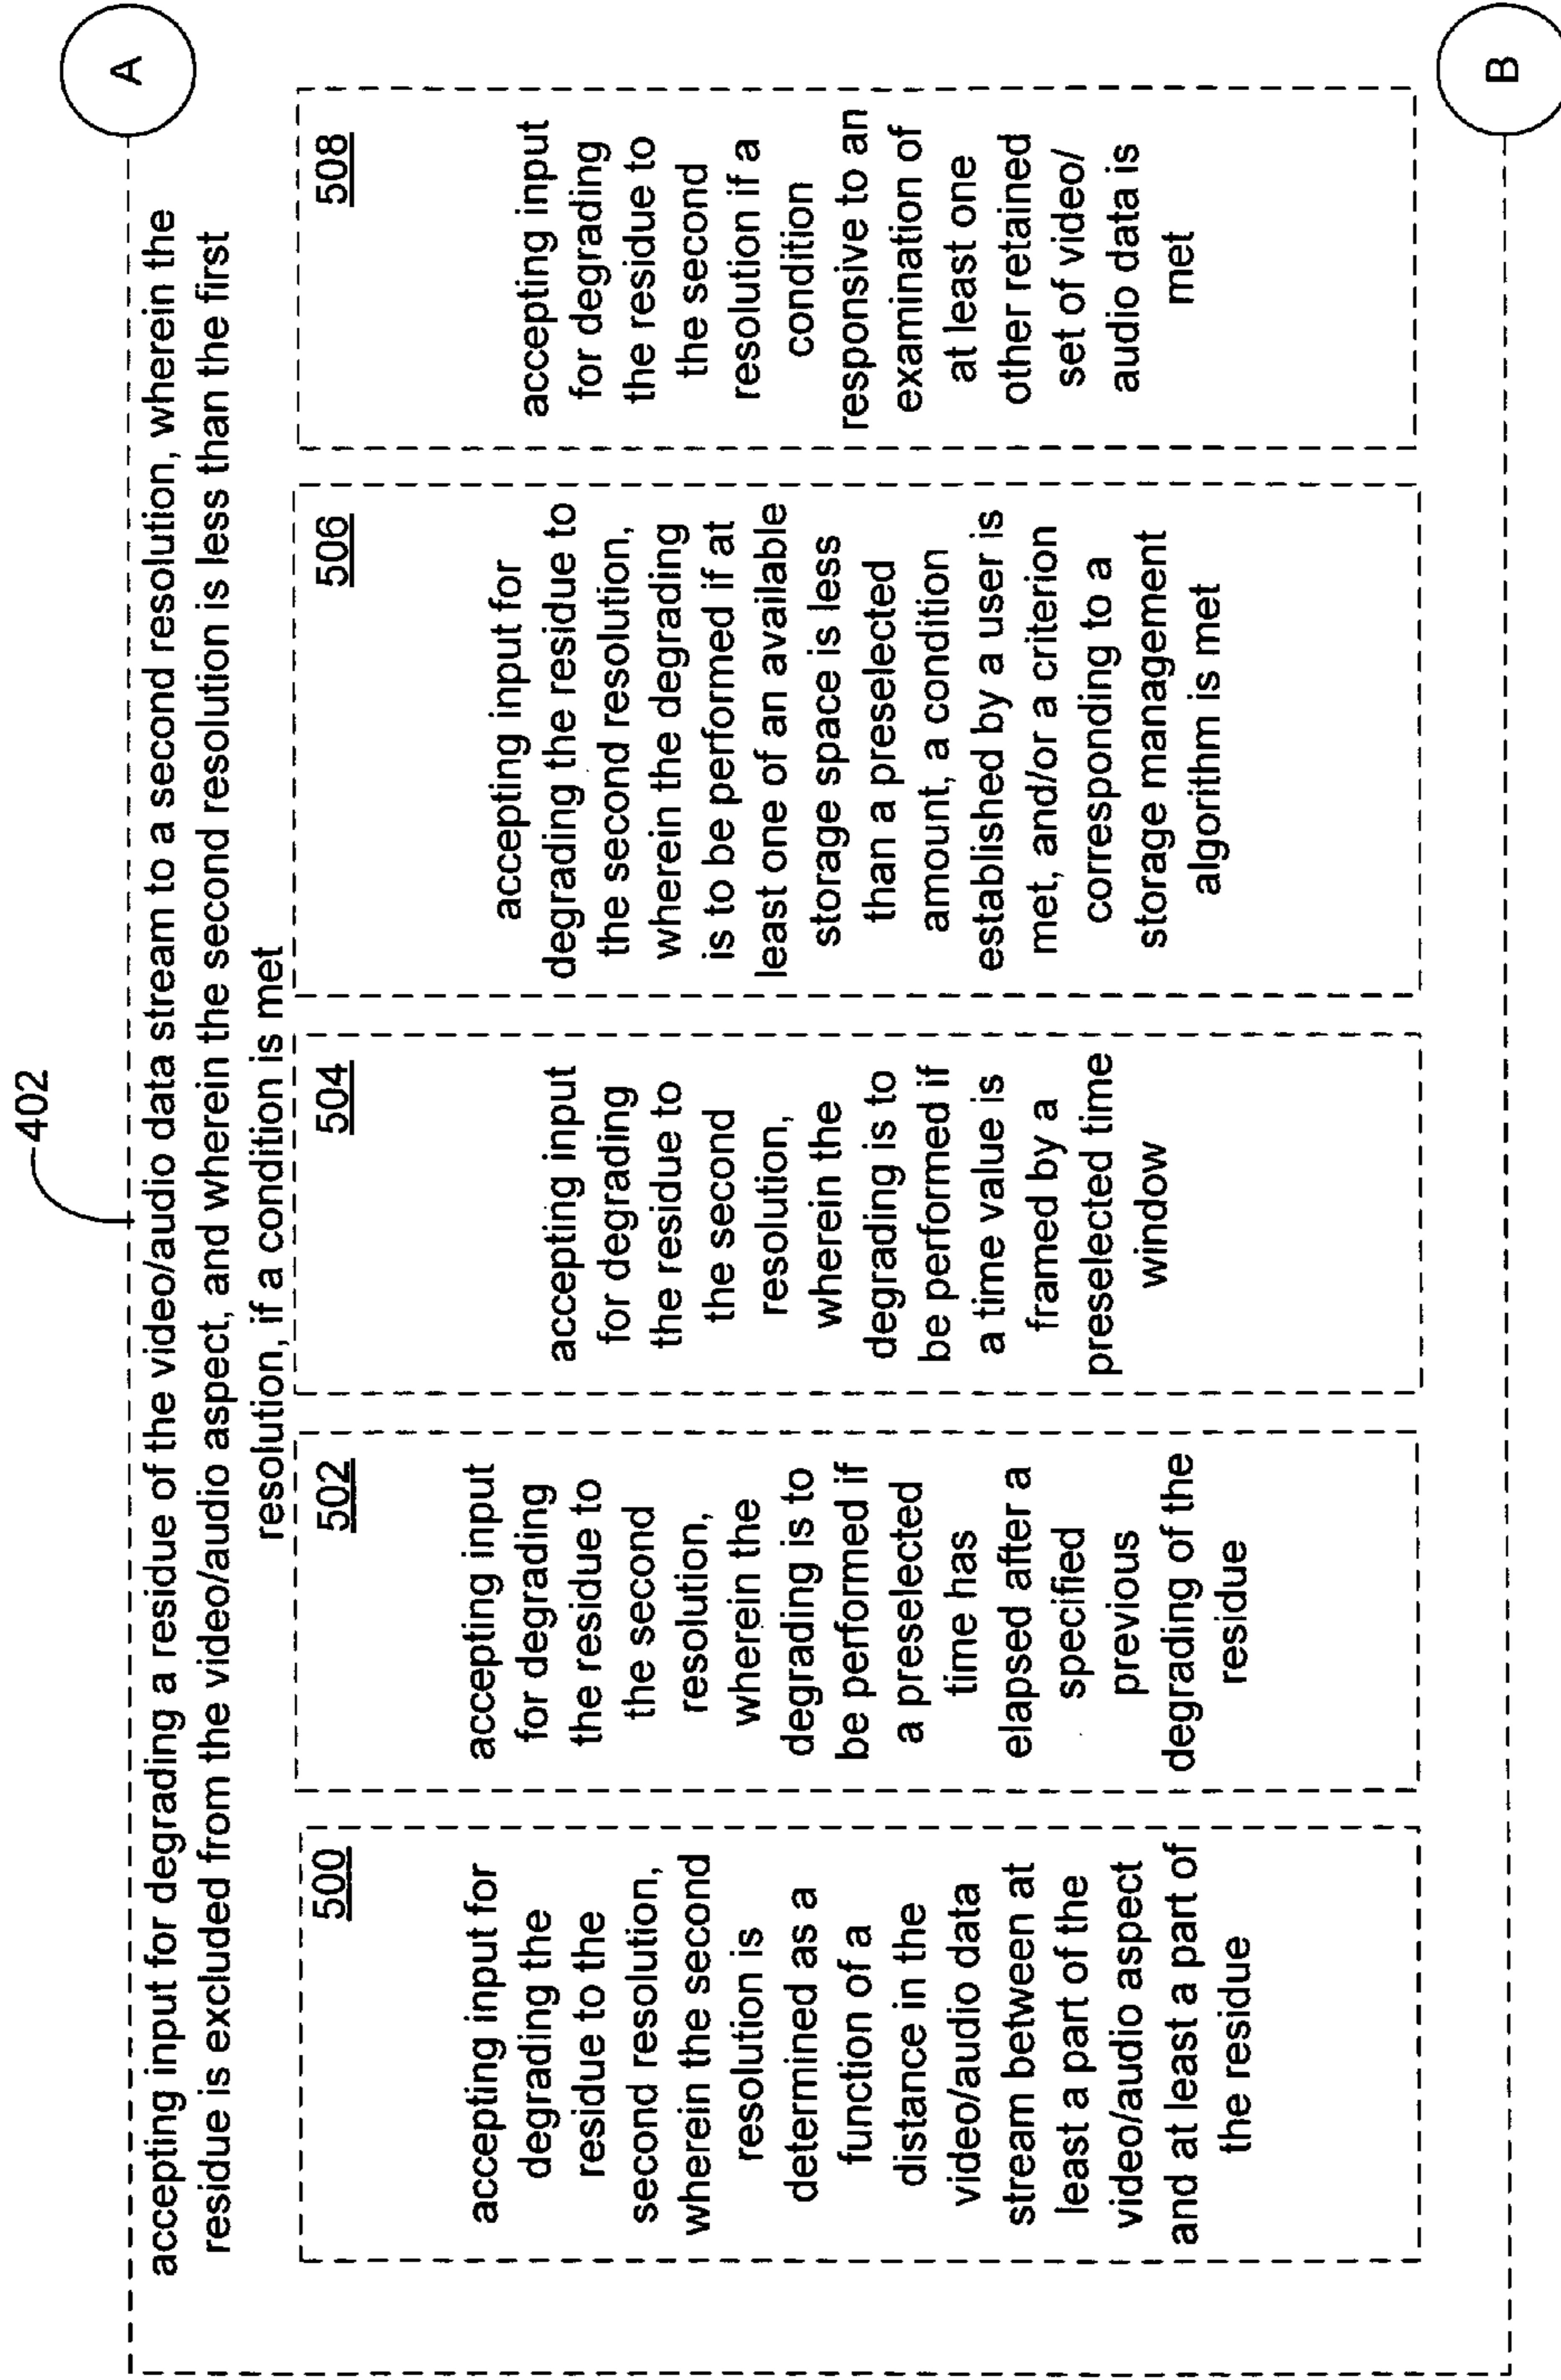 402
A
accepting input for degrading a residue of the video/audio data stream to a second resolution, wherein the
residue is excluded from the video/audio aspect, and wherein the second resolution is less than the first
resolution, if a condition is met
500
accepting input for
degrading the
residue to the
second resolution,
wherein the second
resolution is
determined as a
function of a
distance in the
video/audio data
stream between at
least a part of the
video/audio aspect
and at least a part of
the residue
502
accepting input
for degrading
the residue to
the second
resolution,
wherein the
degrading is to
be performed if
a preselected
time has
elapsed after a
specified
previous
degrading of the
residue
504
accepting input
for degrading
the residue to
the second
resolution,
wherein the
degrading is to
be performed if
a time value is
framed by a
preselected time
window
506
accepting input for
degrading the residue to
the second resolution,
wherein the degrading
is to be performed if at
least one of an available
storage space is less
than a preselected
amount, a condition
established by a user is
met, and/or a criterion
corresponding to a
storage management
algorithm is met
508
accepting input
for degrading
the residue to
the second
resolution if a
condition
responsive to an
examination of
at least one
other retained
set of video/
audio data is
met
B